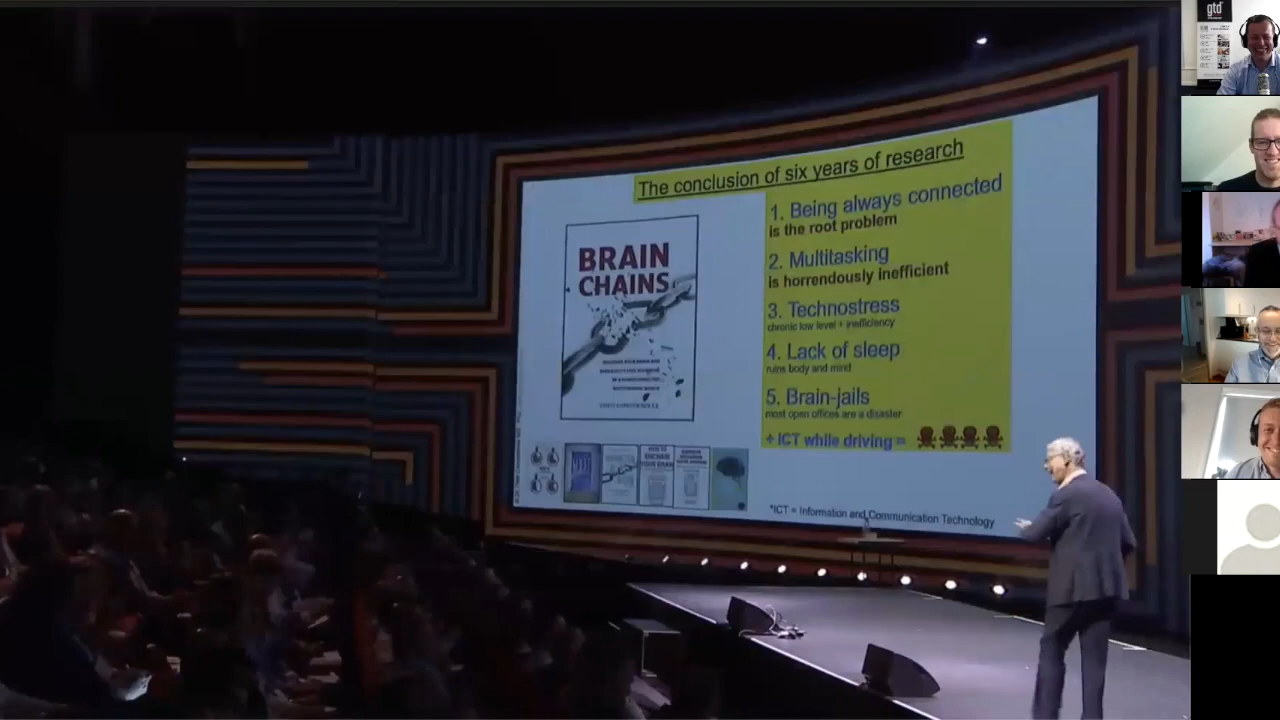 The conclusion of six years of research
1. Being always connected
is the root problem
2. Multitasking
is horrendously inefficient
3. Technostress
chronic low level + inefficiency
4. Lack of sleep
ruins body and mind
5. Brain-jails
most open offices are a disaster
+ ICT while driving =
*ICT = Information and Communication Technology
BRAIN
CHAINS
gtd